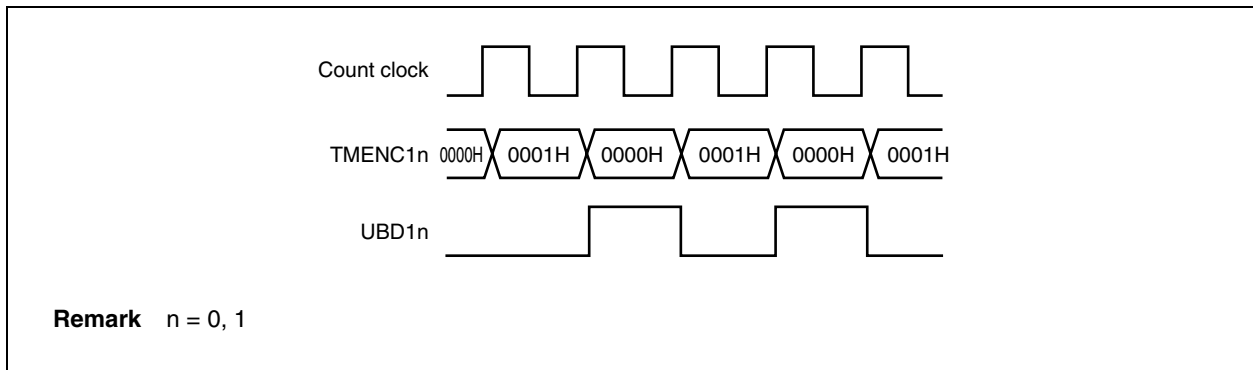 Count clock
TMENC1n 0000H 0001H 0000H 0001H 0000H 0001H
UBD1n
Remark n = 0, 1